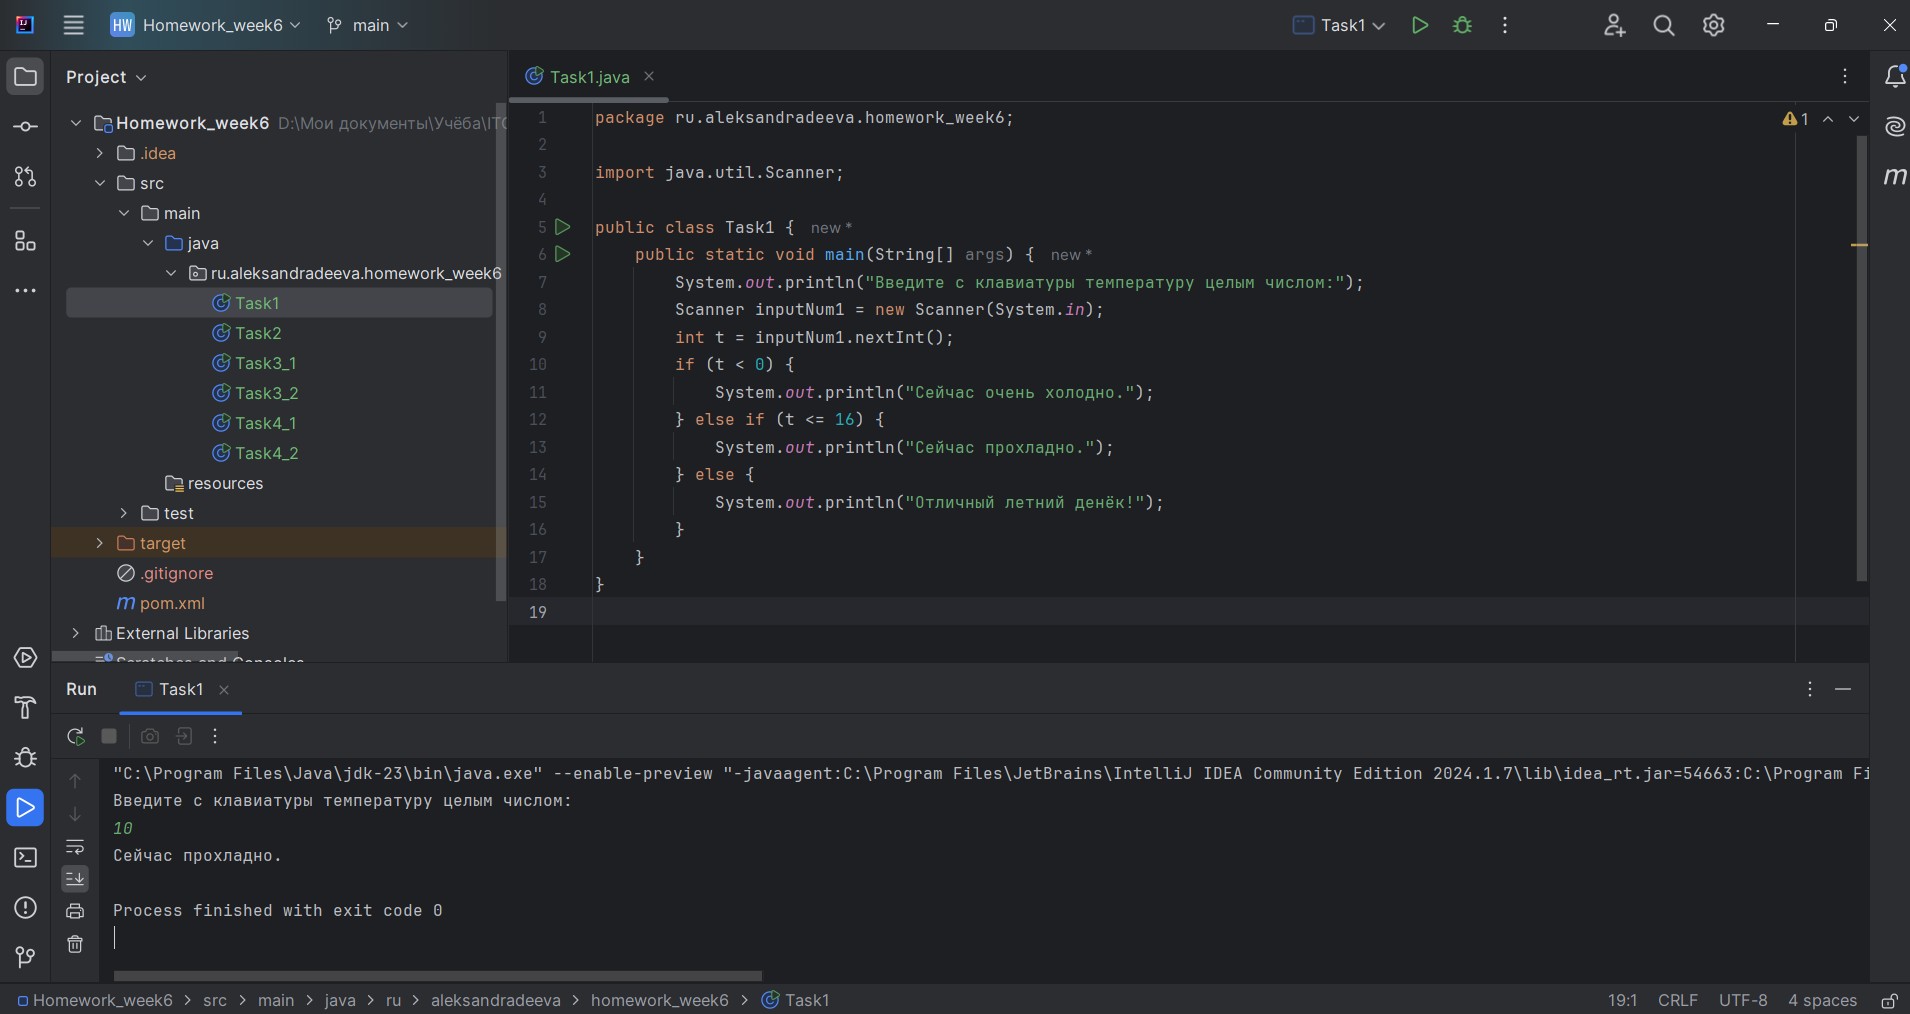 HW Homework_week6 main Task1
Project
Homework_week6 D:\Мои документы\Учёба\ITC
.idea
src
main
java
ru.aleksandradeeva.homework_week6
Task1
Task2
Task3_1
Task3_2
Task4_1
Task4_2
resources
test
target
.gitignore
m pom.xml
External Libraries
Scratches and Consoles
Task1.java
1 package ru.aleksandradeeva.homework_week6;
2
3 import java.util.Scanner;
4
5 public class Task1 { new *
6 public static void main(String[] args) { new *
7 System.out.println("Введите с клавиатуры температуру целым числом:");
8 Scanner inputNum1 = new Scanner(System.in);
9 int t = inputNum1.nextInt();
10 if (t < 0) {
11 System.out.println("Сейчас очень холодно.");
12 } else if (t <= 16) {
13 System.out.println("Сейчас прохладно.");
14 } else {
15 System.out.println("Отличный летний денёк!");
16 }
17 }
18 }
19
1
m
Run Task1
"C:\Program Files\Java\jdk-23\bin\java.exe" --enable-preview "-javaagent:C:\Program Files\JetBrains\IntelliJ IDEA Community Edition 2024.1.7\lib\idea_rt.jar=54663:C:\Program Fi
Введите с клавиатуры температуру целым числом:
10
Сейчас прохладно.
Process finished with exit code 0
Homework_week6 > src > main > java > ru > aleksandradeeva > homework_week6 > Task1 19:1 CRLF UTF-8 4 spaces